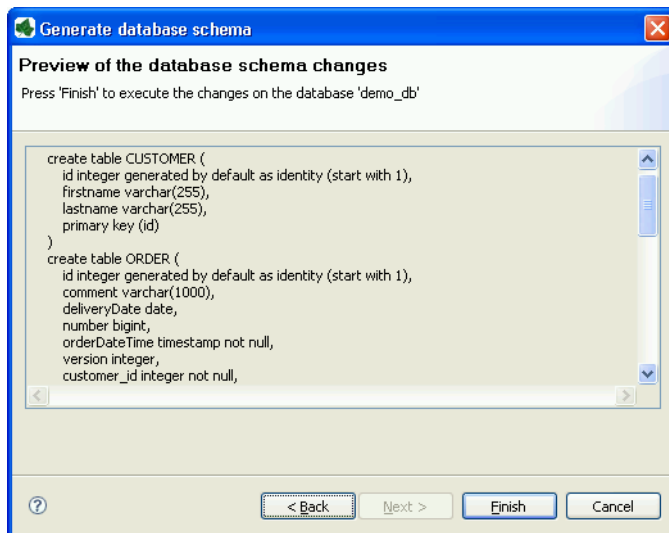 Generate database schema
Preview of the database schema changes
Press 'Finish' to execute the changes on the database 'demo_db'
create table CUSTOMER (
id integer generated by default as identity (start with 1),
firstname varchar(255),
lastname varchar(255),
primary key (id)
)
create table ORDER (
id integer generated by default as identity (start with 1),
comment varchar(1000),
deliveryDate date,
number bigint,
orderDateTime timestamp not null,
version integer,
customer_id integer not null,
? < Back Next > Finish Cancel